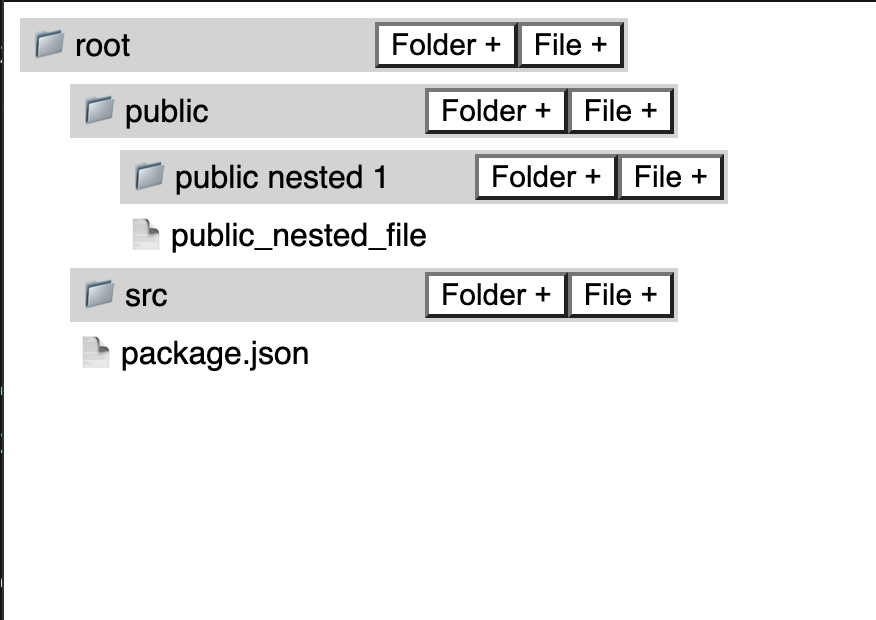 root Folder + File +
public Folder + File +
public nested 1 Folder + File +
public_nested_file
src Folder + File +
package.json